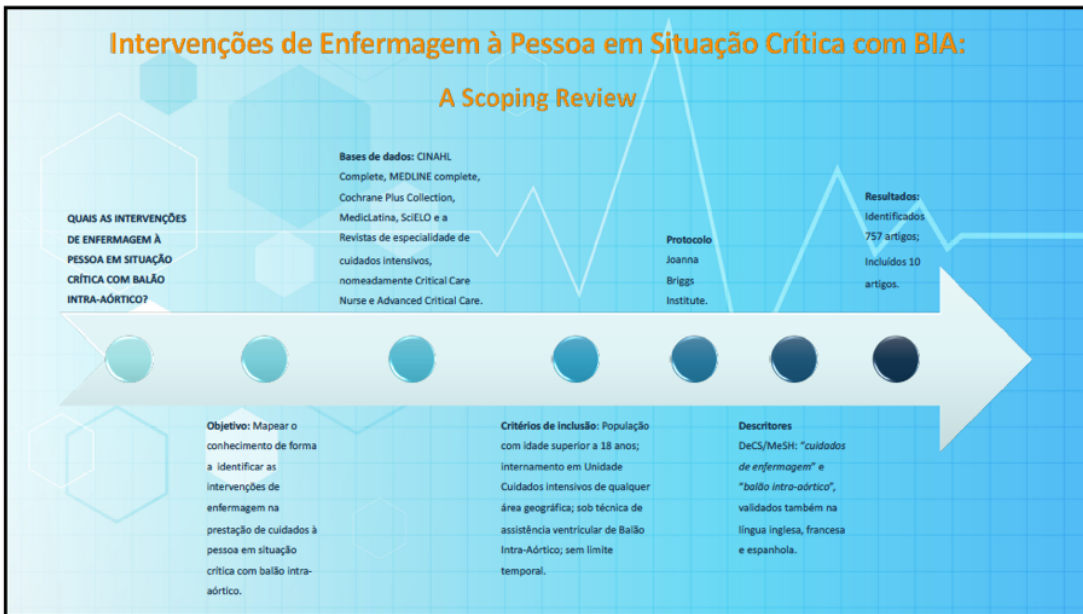 Intervenções de Enfermagem à Pessoa em Situação Crítica com BIA:
A Scoping Review
QUAIS AS INTERVENÇÕES
DE ENFERMAGEM À
PESSOA EM SITUAÇÃO
CRÍTICA COM BALÃO
INTRA-AÓRTICO?
Objetivo: Mapear o
conhecimento de forma
a identificar as
intervenções de
enfermagem na
prestação de cuidados à
pessoa em situação
crítica com balão intra-
aórtico.
Bases de dados: CINAHL
Complete, MEDLINE complete,
Cochrane Plus Collection,
MedicLatina, SciELO e a
Revistas de especialidade de
cuidados intensivos,
nomeadamente Critical Care
Nurse e Advanced Critical Care.
Critérios de inclusão: População
com idade superior a 18 anos;
internamento em Unidade
Cuidados intensivos de qualquer
área geográfica; sob técnica de
assistência ventricular de Balão
Intra-Aórtico; sem limite
temporal.
Protocolo
Joanna
Briggs
Institute.
Descritores
DeCS/MeSH: “cuidados
de enfermagem” e
“balão intra-aórtico”,
validados também na
língua inglesa, francesa
e espanhola.
Resultados:
Identificados
757 artigos;
Incluídos 10
artigos.